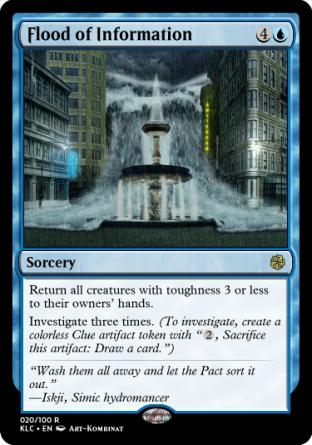 Flood of Information 4
Sorcery
Return all creatures with toughness 3 or less
to their owners' hands.
Investigate three times. (To investigate, create a
colorless Clue artifact token with “2, Sacrifice
this artifact: Draw a card.”)
“Wash them all away and let the Pact sort it
out.”
—Iskji, Simic hydromancer
020/100 R
KLC • EN Art-Kombinat